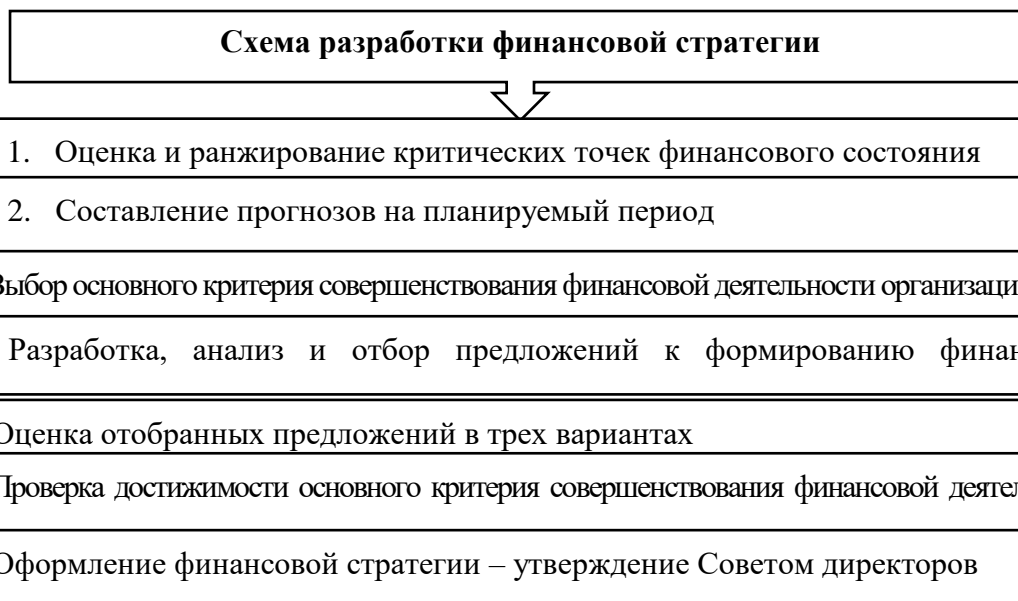 Схема разработки финансовой стратегии
1. Оценка и ранжирование критических точек финансового состояния
2. Составление прогнозов на планируемый период
Выбор основного критерия совершенствования финансовой деятельности организаци
Разработка, анализ и отбор предложений к формированию финан
Оценка отобранных предложений в трех вариантах
Проверка достижимости основного критерия совершенствования финансовой деятел
Оформление финансовой стратегии – утверждение Советом директоров